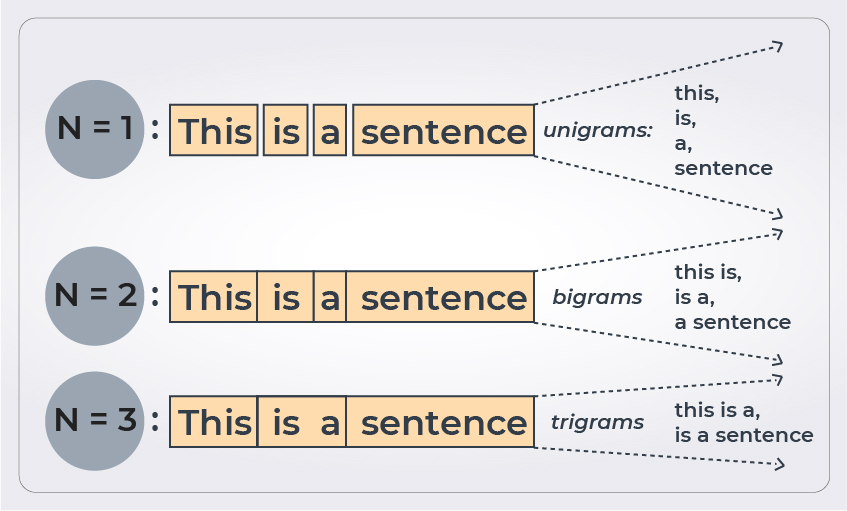 N = 1 : This is a sentence unigrams:
this,
is,
a,
sentence
N = 2 : This is a sentence bigrams
this is,
is a,
a sentence
N = 3 : This is a sentence trigrams
this is a,
is a sentence